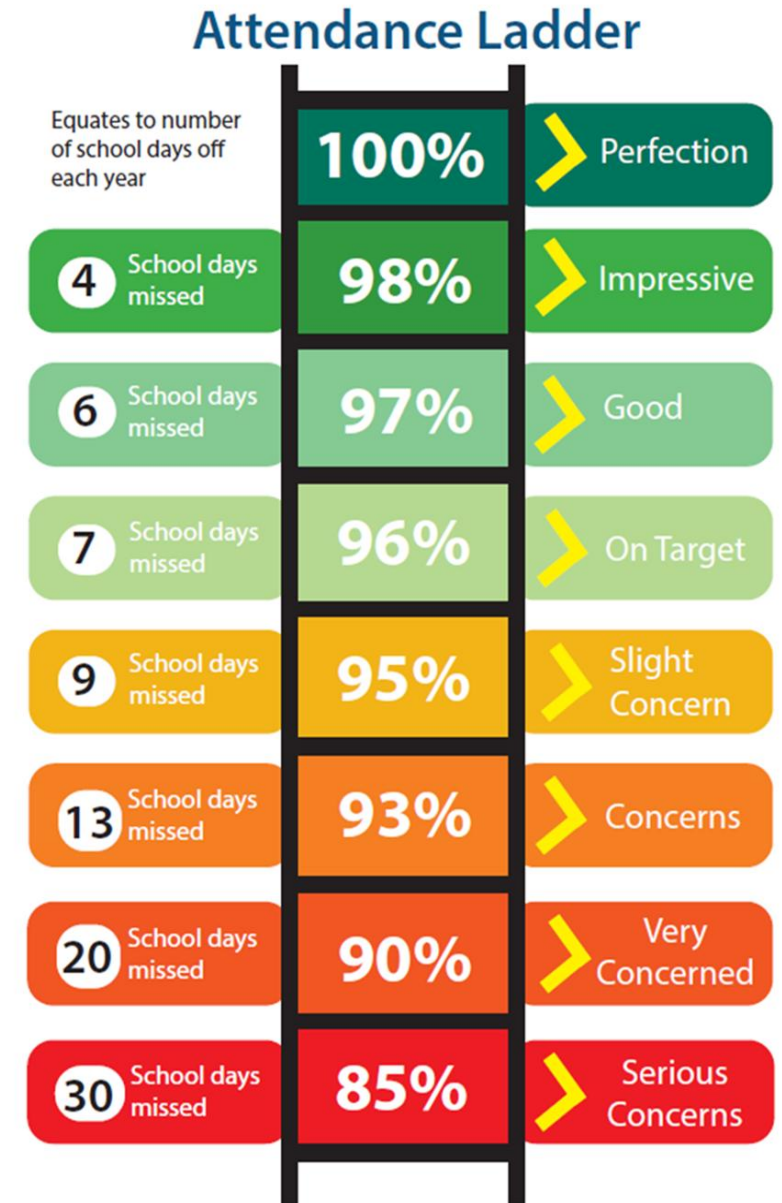 Attendance Ladder
Equates to number
of school days off
each year
100%
Perfection
4
School days
missed
98%
Impressive
6
School days
missed
97%
Good
7
School days
missed
96%
On Target
9
School days
missed
95%
Slight
Concern
13
School days
missed
93%
Concerns
20
School days
missed
90%
Very
Concerned
30
School days
missed
85%
Serious
Concerns